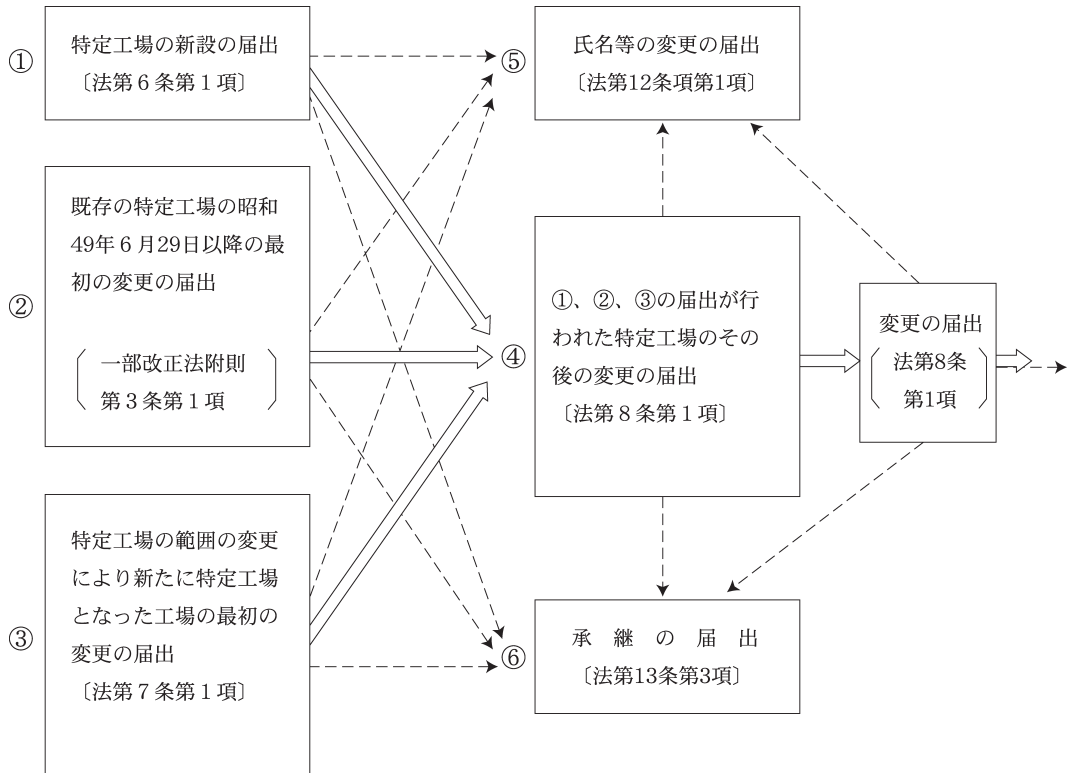 ①
特定工場の新設の届出
〔法第６条第１項〕
②
既存の特定工場の昭和
49年６月29日以降の最
初の変更の届出
一部改正法附則
第３条第１項
③
特定工場の範囲の変更
により新たに特定工場
となった工場の最初の
変更の届出
〔法第７条第１項〕
⑤
氏名等の変更の届出
〔法第12条項第1項〕
④
①、②、③の届出が行
われた特定工場のその
後の変更の届出
〔法第８条第１項〕
変更の届出
法第8条
第1項
⑥
承　継　の　届　出
〔法第13条第3項〕